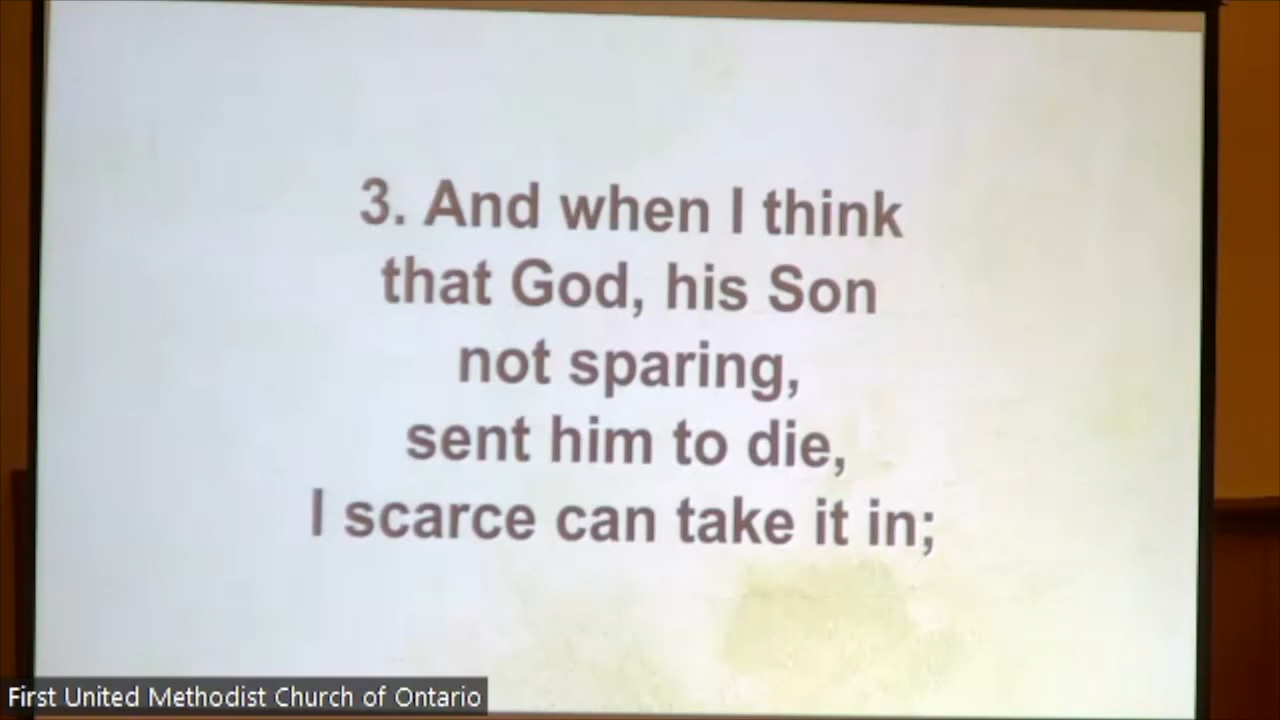 3. And when I think
that God, his Son
not sparing,
sent him to die,
I scarce can take it in;
First United Methodist Church of Ontario